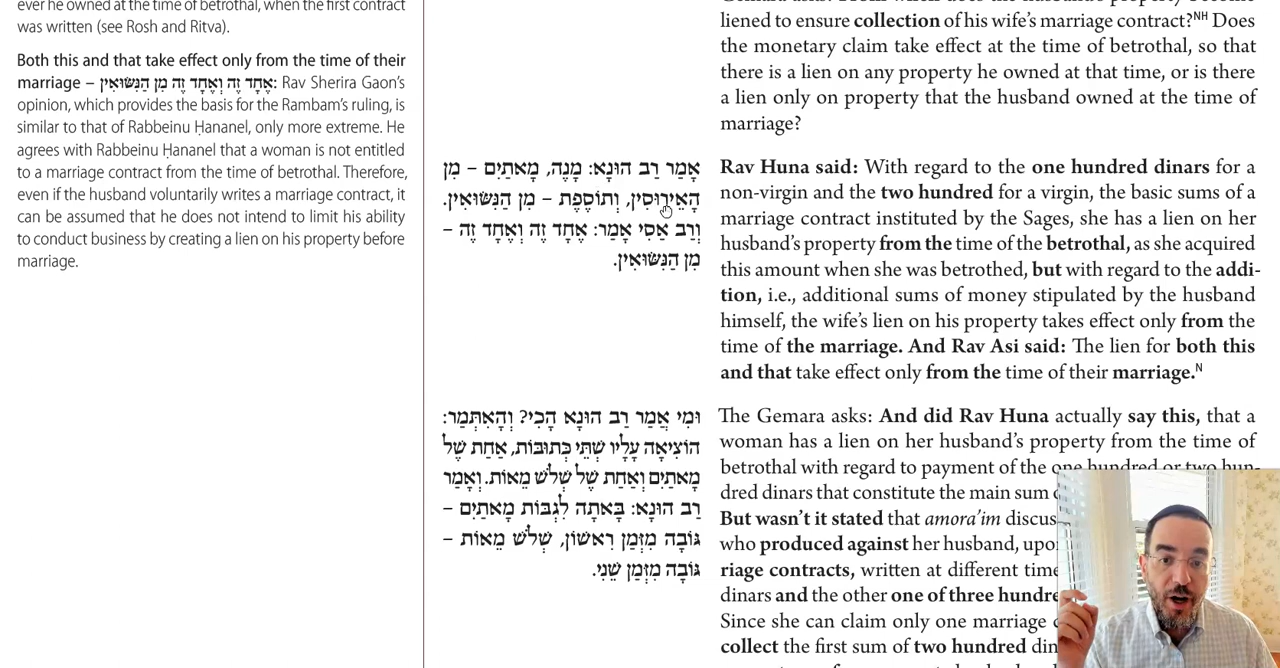 ever he owned at the time of betrothal, when the first contract
was written (see Rosh and Ritva).
Both this and that take effect only from the time of their
marriage – אֶחָד זֶה וְאֶחָד זֶה מִן הַנִּשּׂוּאִין: Rav Sherira Gaon's
opinion, which provides the basis for the Rambam's ruling, is
similar to that of Rabbeinu Ḥananel, only more extreme. He
agrees with Rabbeinu Ḥananel that a woman is not entitled
to a marriage contract from the time of betrothal. Therefore,
even if the husband voluntarily writes a marriage contract, it
can be assumed that he does not intend to limit his ability
to conduct business by creating a lien on his property before
marriage.
אָמַר רַב הוּנָא: מָנֶה, מָאתַיִם – מִן
הָאֵירוּסִין, וְתוֹסֶפֶת – מִן הַנִּשּׂוּאִין.
וְרַב אַסִי אָמַר: אֶחָד זֶה וְאֶחָד זֶה –
מִן הַנִּשּׂוּאִין.
וּמִי אֲמַר רַב הוּנָא הָכִי? וְהָאִתְּמַר:
הוֹצִיאָה עָלָיו שְׁתֵּי כְּתוּבּוֹת, אַחַת שֶׁל
מָאתַיִם וְאַחַת שֶׁל שְׁלֹשׁ מֵאוֹת. וְאָמַר
רַב הוּנָא: בָּאתָה לִגְבּוֹת מָאתַיִם –
גּוֹבָה מִזְּמַן רִאשׁוֹן, שְׁלֹשׁ מֵאוֹת –
גּוֹבָה מִזְּמַן שֵׁנִי.
liened to ensure collection of his wife's marriage contract?NH Does
the monetary claim take effect at the time of betrothal, so that
there is a lien on any property he owned at that time, or is there
a lien only on property that the husband owned at the time of
marriage?
Rav Huna said: With regard to the one hundred dinars for a
non-virgin and the two hundred for a virgin, the basic sums of a
marriage contract instituted by the Sages, she has a lien on her
husband's property from the time of the betrothal, as she acquired
this amount when she was betrothed, but with regard to the addi-
tion, i.e., additional sums of money stipulated by the husband
himself, the wife's lien on his property takes effect only from the
time of the marriage. And Rav Asi said: The lien for both this
and that take effect only from the time of their marriage.N
The Gemara asks: And did Rav Huna actually say this, that a
woman has a lien on her husband's property from the time of
betrothal with regard to payment of the one hundred or two hun-
dred dinars that constitute the main sum
But wasn't it stated that amora'im discus
who produced against her husband, upo
riage contracts, written at different time
dinars and the other one of three hundre
Since she can claim only one marriage
collect the first sum of two hundred din